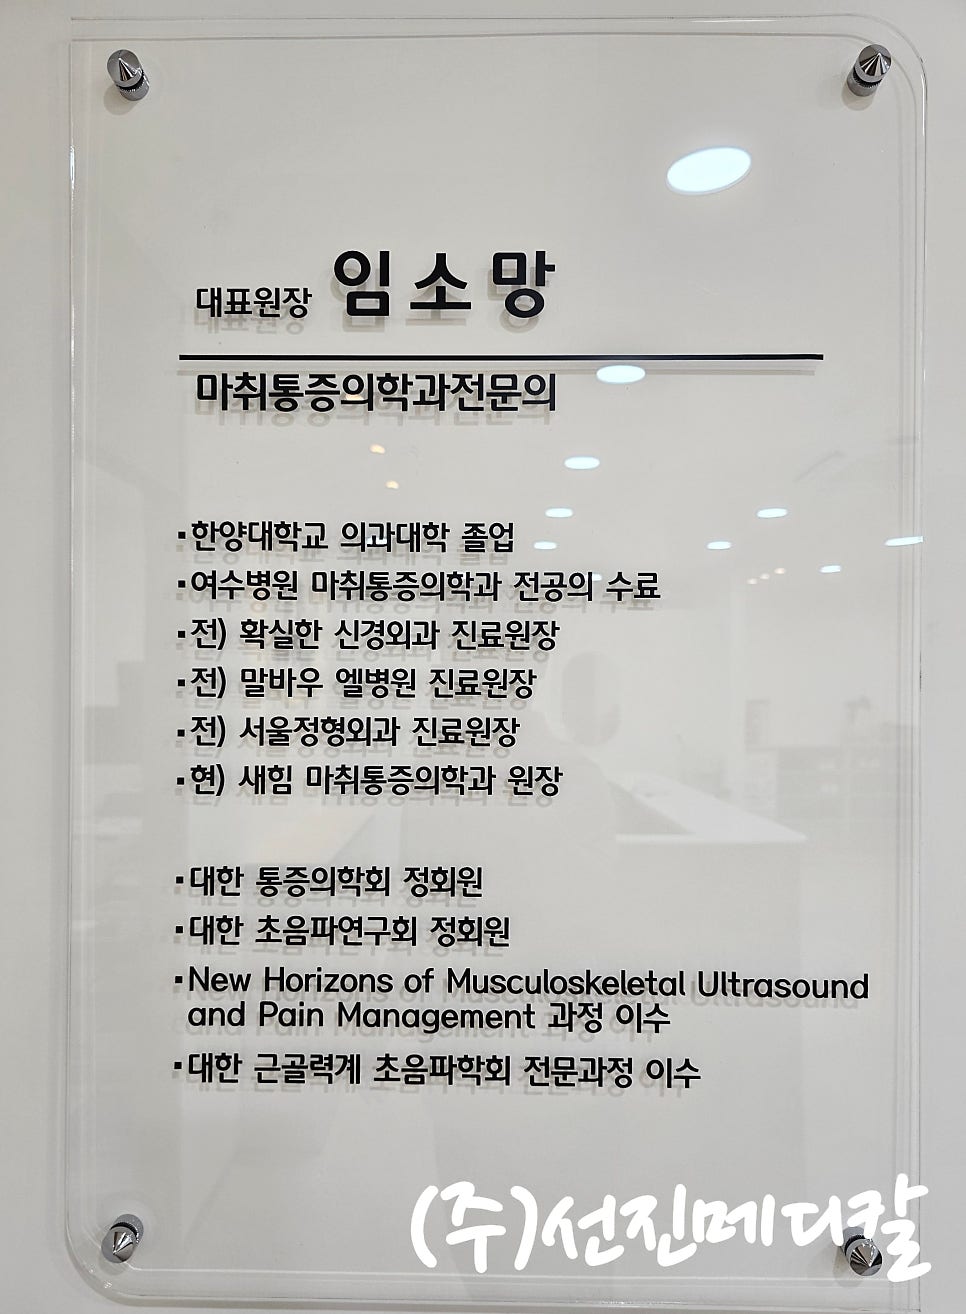 대표원장 임소망
마취통증의학과전문의
▪한양대학교 의과대학 졸업
▪여수병원 마취통증의학과 전공의 수료
▪전) 확실한 신경외과 진료원장
▪전) 말바우 엘병원 진료원장
▪전) 서울정형외과 진료원장
▪현) 새힘 마취통증의학과 원장
▪대한 통증의학회 정회원
▪대한 초음파연구회 정회원
▪New Horizons of Musculoskeletal Ultrasound
and Pain Management 과정 이수
▪대한 근골력계 초음파학회 전문과정 이수
(주)선진메디칼